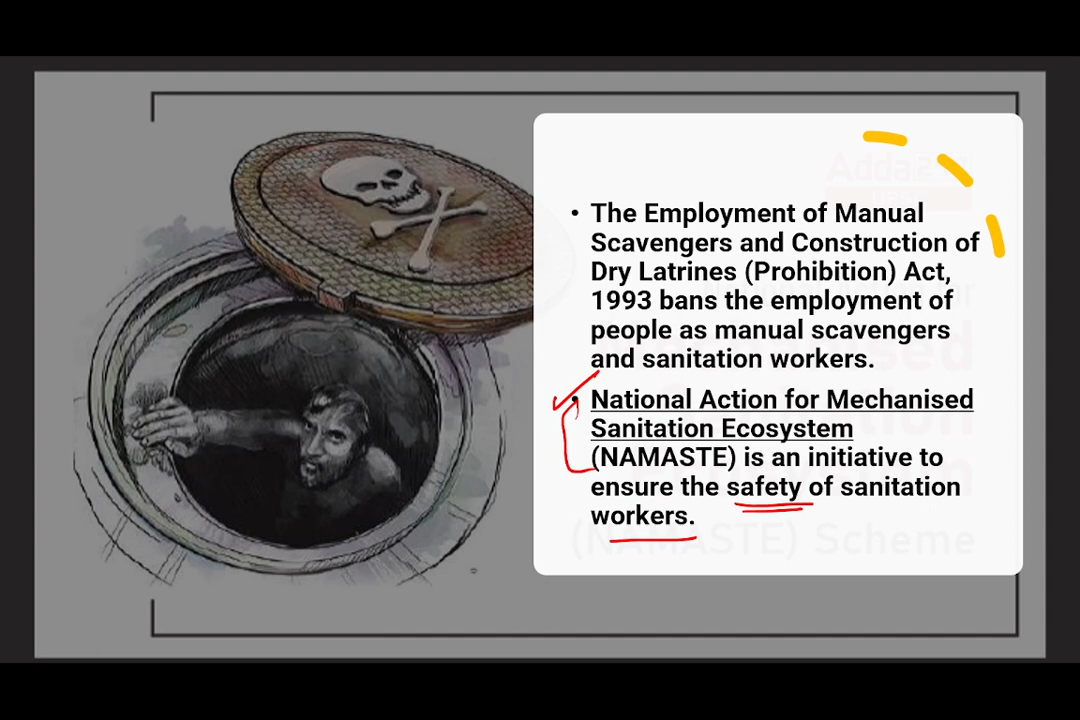 • The Employment of Manual
Scavengers and Construction of
Dry Latrines (Prohibition) Act,
1993 bans the employment of
people as manual scavengers
and sanitation workers.
• National Action for Mechanised
Sanitation Ecosystem
(NAMASTE) is an initiative to
ensure the safety of sanitation
workers.
(NAMASTE) Scheme